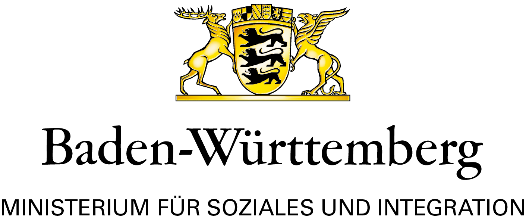 Baden-Württemberg
MINISTERIUM FÜR SOZIALES UND INTEGRATION